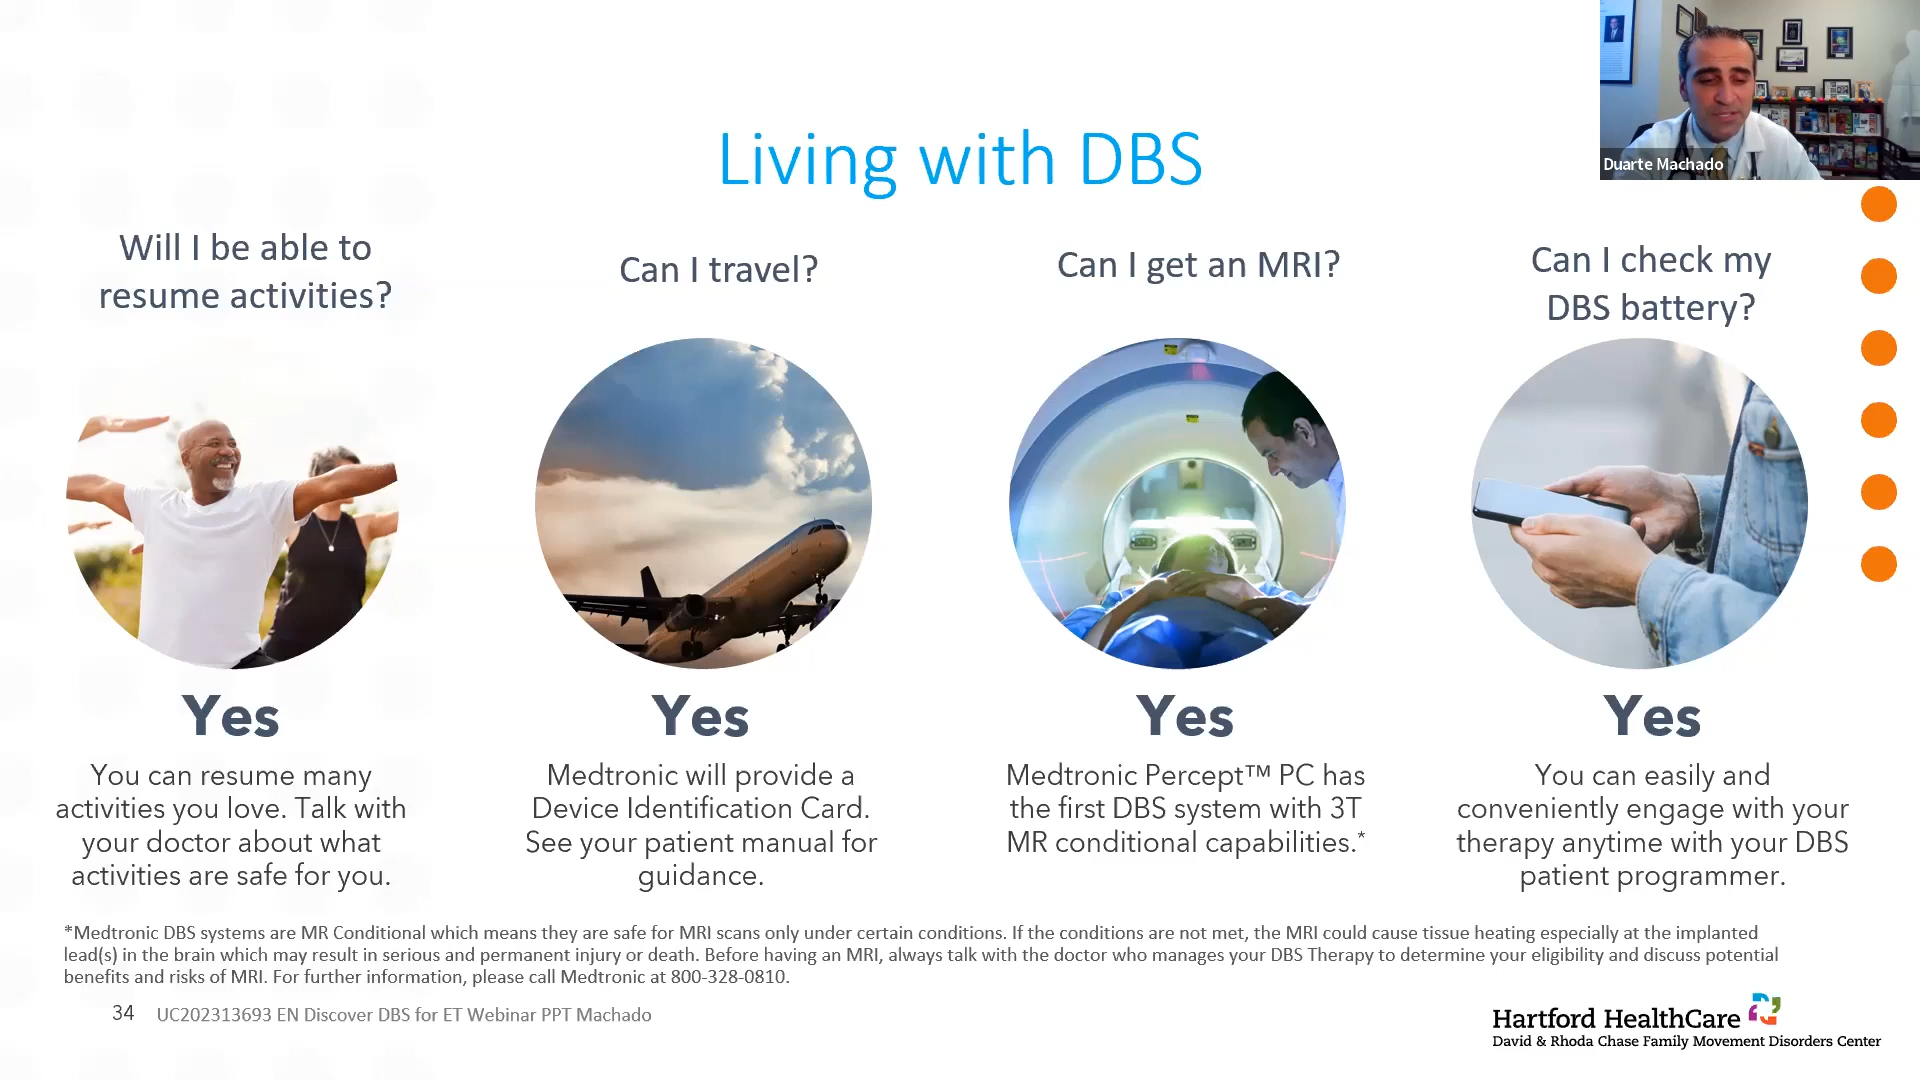 Living with DBS
Duarte Machado
Will I be able to
resume activities?
Can I travel?
Can I get an MRI?
Can I check my
DBS battery?
Yes
You can resume many
activities you love. Talk with
your doctor about what
activities are safe for you.
Yes
Medtronic will provide a
Device Identification Card.
See your patient manual for
guidance.
Yes
Medtronic Percept™ PC has
the first DBS system with 3T
MR conditional capabilities.*
Yes
You can easily and
conveniently engage with your
therapy anytime with your DBS
patient programmer.
*Medtronic DBS systems are MR Conditional which means they are safe for MRI scans only under certain conditions. If the conditions are not met, the MRI could cause tissue heating especially at the implanted
lead(s) in the brain which may result in serious and permanent injury or death. Before having an MRI, always talk with the doctor who manages your DBS Therapy to determine your eligibility and discuss potential
benefits and risks of MRI. For further information, please call Medtronic at 800-328-0810.
34 UC202313693 EN Discover DBS for ET Webinar PPT Machado
Hartford HealthCare
David & Rhoda Chase Family Movement Disorders Center